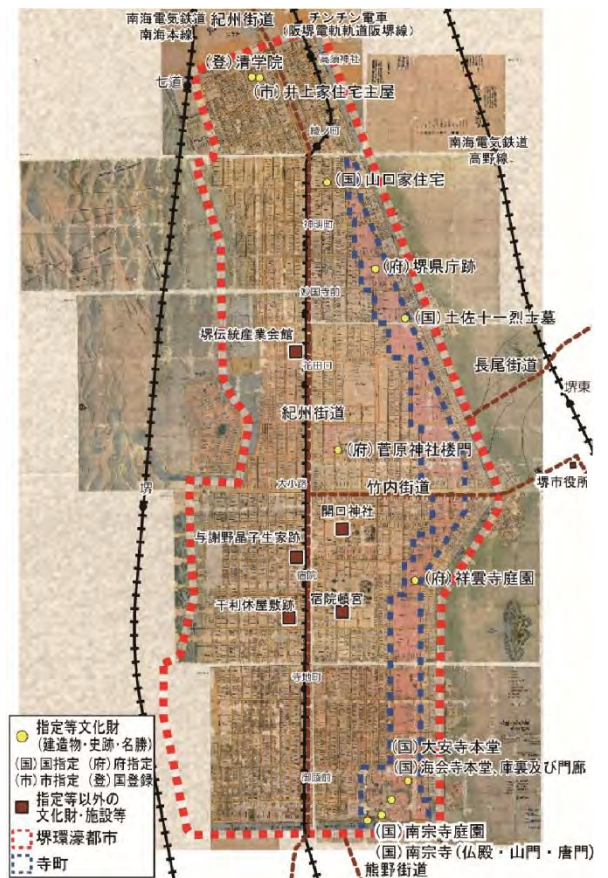 南海電気鉄道
南海本線
紀州街道
チンチン電車
(阪堺電気軌道阪堺線)
(登)清学院
高須神社
七道
(市)井上家住宅主屋
綾ノ町
南海電気鉄道
高野線
(国)山口家住宅
神明町
(府)堺県庁跡
妙国寺前
(国)土佐十一烈士墓
堺伝統産業会館
花田口
長尾街道
堺東
紀州街道
(府)菅原神社楼門
大小路
竹内街道
堺市役所
堺
開口神社
与謝野晶子生家跡
宿院
(府)祥雲寺庭園
千利休屋敷跡
宿院頓宮
寺地町
(国)大安寺本堂
(国)海会寺本堂、庫裏及び門廊
御陵前
(国)南宗寺庭園
(国)南宗寺(仏殿・山門・唐門)
熊野街道
指定等文化財
(建造物・史跡・名勝)
(国)国指定 (府)府指定
(市)市指定 (登)国登録
指定等以外の
文化財・施設等
堺環濠都市
寺町